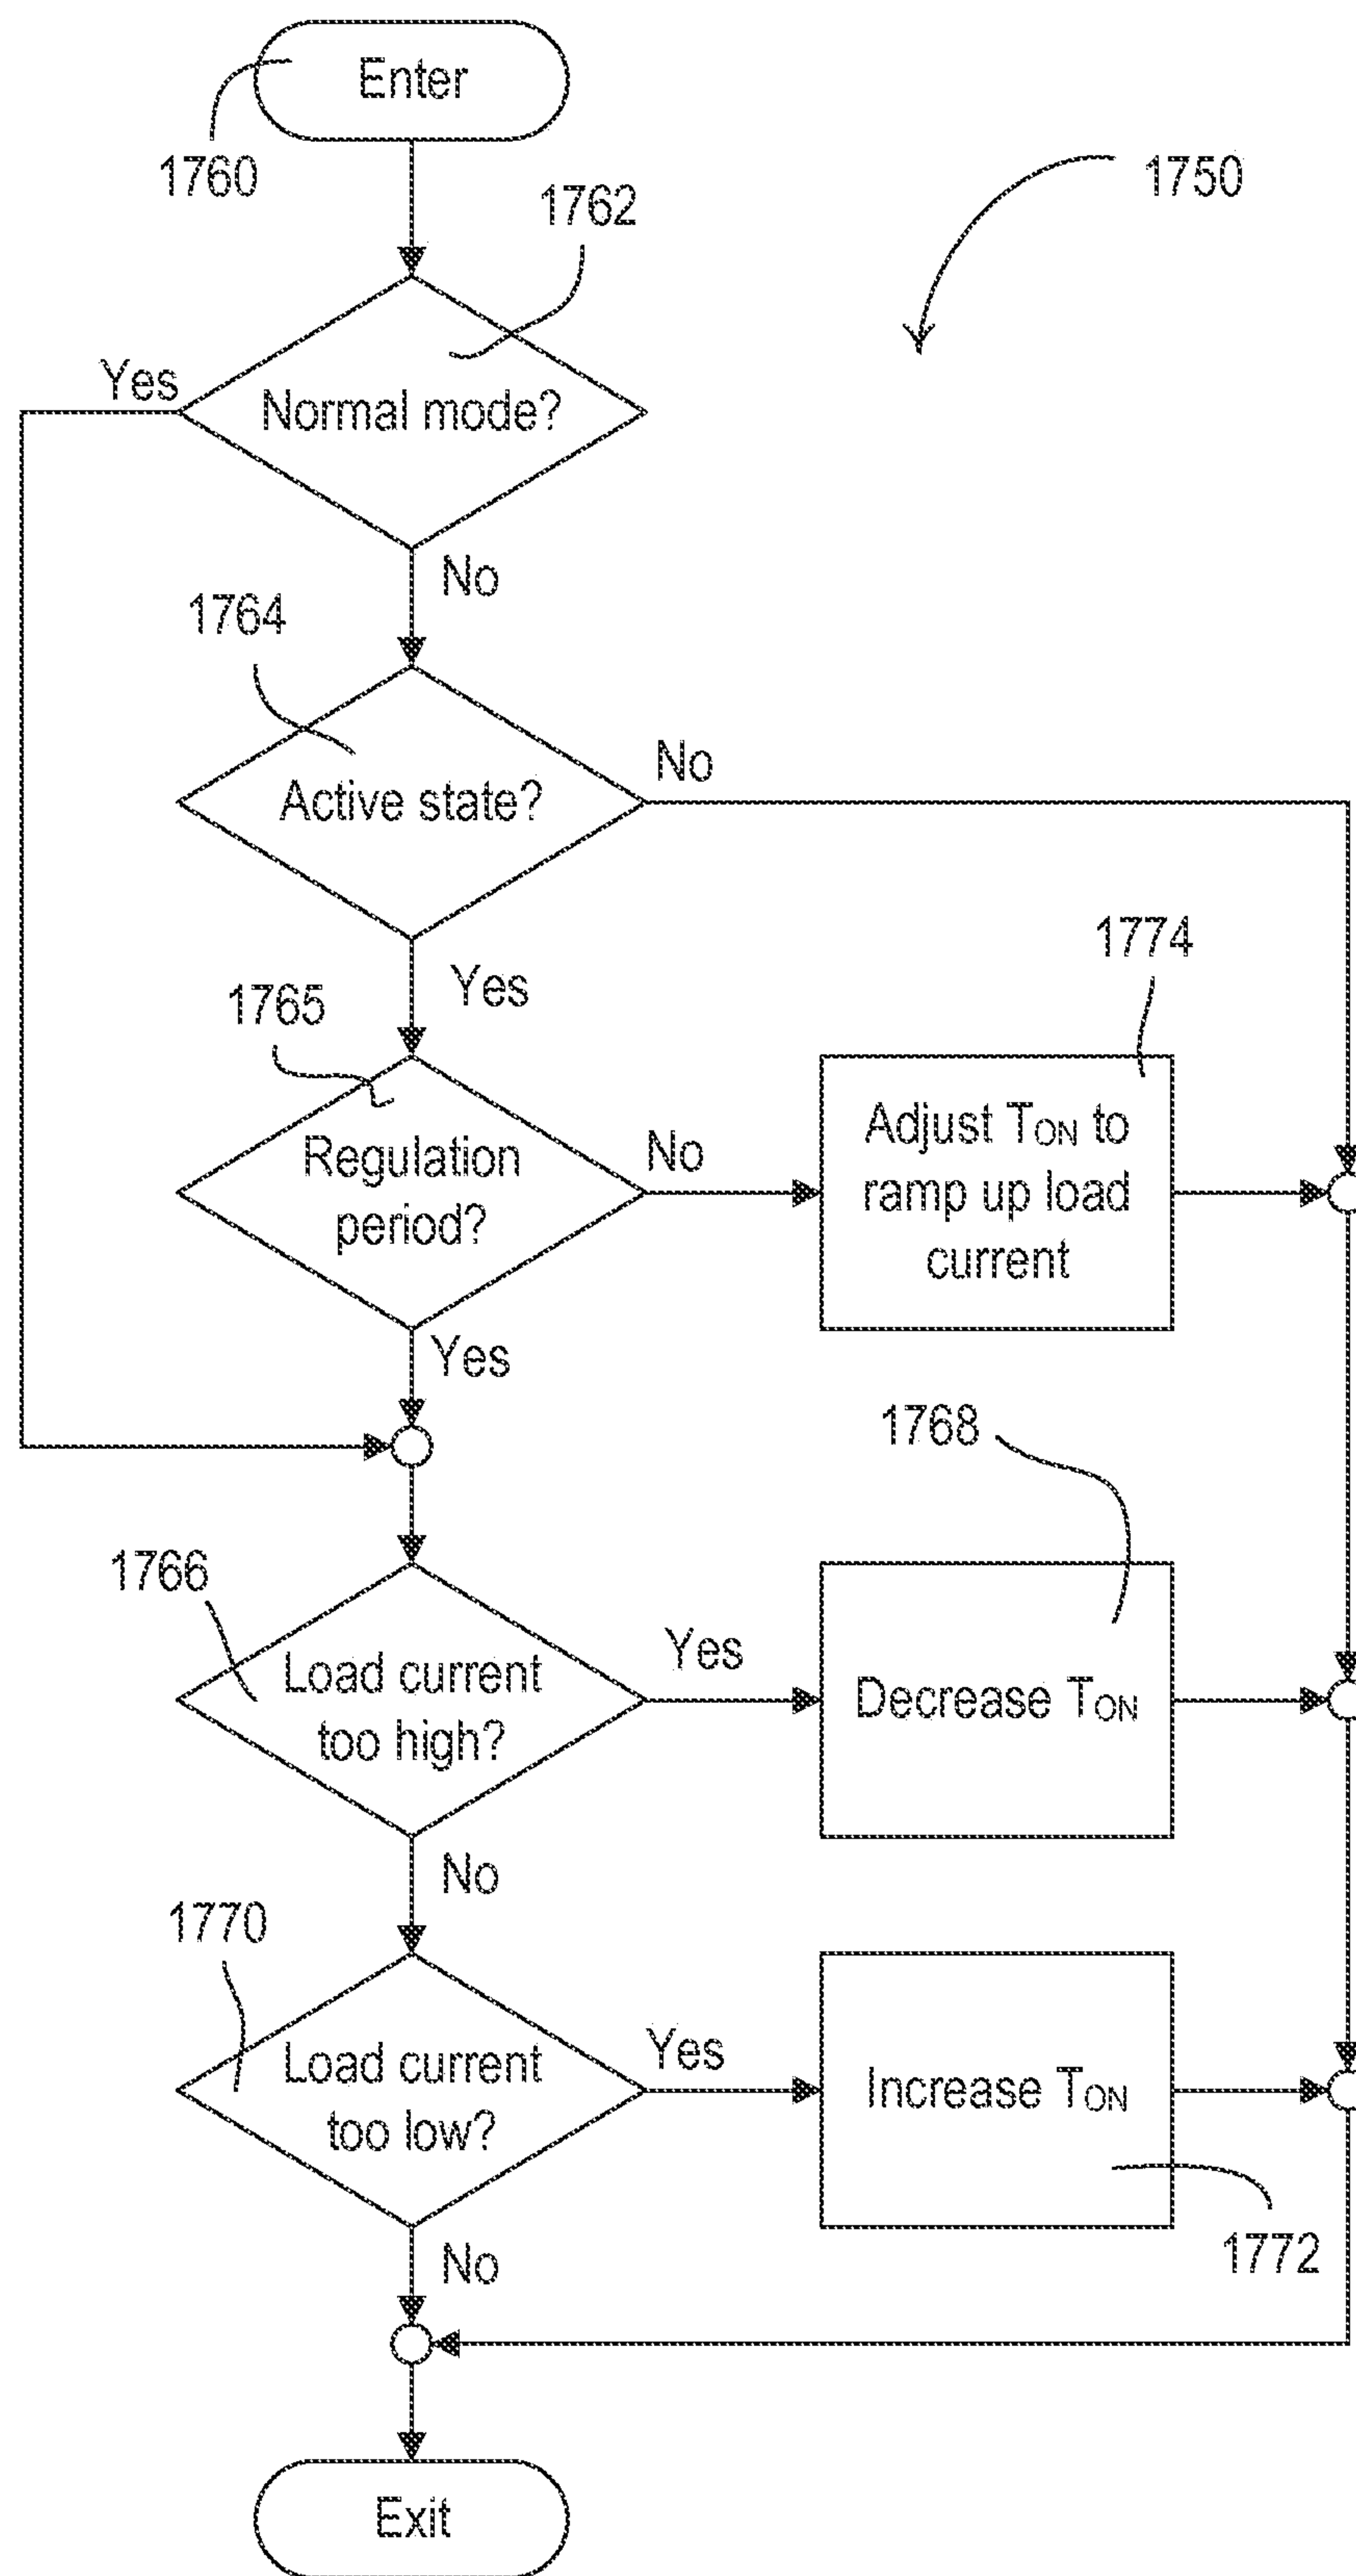 Enter
1760
1762
1750
Yes
Normal mode?
No
1764
No
Active state?
1774
Yes
1765
Regulation
period?
No
Adjust TON to
ramp up load
current
Yes
1768
1766
Load current
too high?
Yes
Decrease TON
No
1770
Load current
too low?
Yes
Increase TON
1772
No
Exit